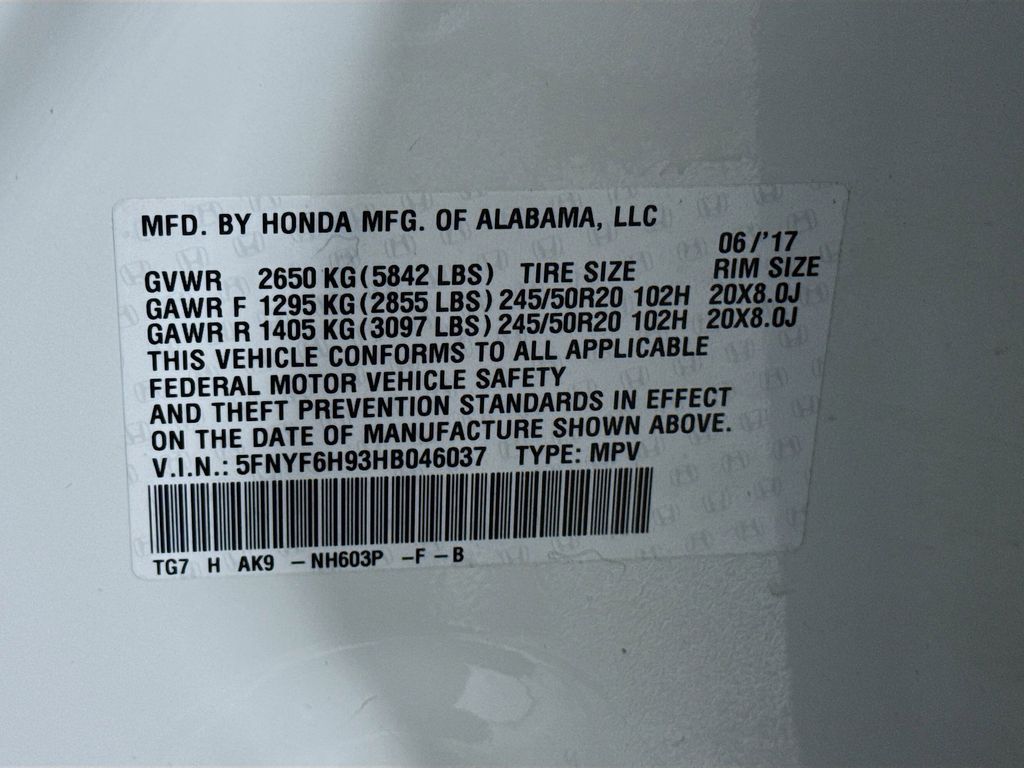 MFD. BY HONDA MFG. OF ALABAMA, LLC
06/'17
GVWR 2650 KG (5842 LBS) TIRE SIZE RIM SIZE
GAWR F 1295 KG (2855 LBS) 245/50R20 102H 20X8.0J
GAWR R 1405 KG (3097 LBS) 245/50R20 102H 20X8.0J
THIS VEHICLE CONFORMS TO ALL APPLICABLE
FEDERAL MOTOR VEHICLE SAFETY
AND THEFT PREVENTION STANDARDS IN EFFECT
ON THE DATE OF MANUFACTURE SHOWN ABOVE.
V.I.N.: 5FNYF6H93HB046037 TYPE: MPV
TG7 H AK9 -NH603P -F-B